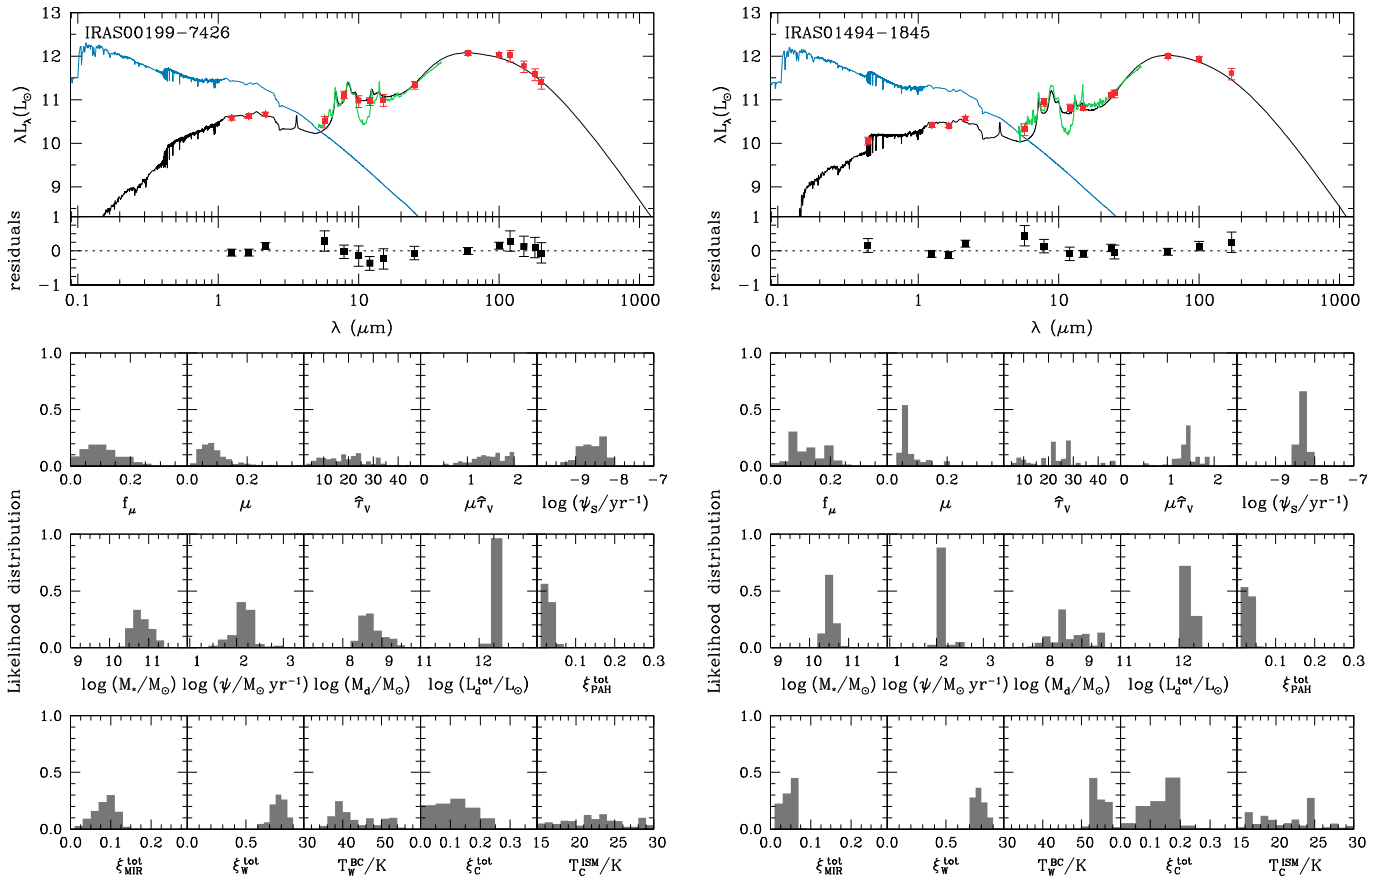 IRAS00199−7426
13
12
11
10
9
λL_λ(L_⊙)
1
0
−1
residuals
0.1 1 10 100 1000
λ (μm)
IRAS01494−1845
13
12
11
10
9
λL_λ(L_⊙)
1
0
−1
residuals
0.1 1 10 100 1000
λ (μm)
Likelihood distribution
1.0
0.5
0.0
0.0 0.2 0.0 0.2 10 20 30 40 0 1 2 −9 −8 −7
f_μ μ τ̂_V μτ̂_V log (ψ_S/yr⁻¹)
1.0
0.5
0.0
9 10 11 1 2 3 8 9 11 12 0.1 0.2 0.3
log (M_*/M_⊙) log (ψ/M_⊙ yr⁻¹) log (M_d/M_⊙) log (L_d^tot/L_⊙) ξ_PAH^tot
1.0
0.5
0.0
0.0 0.1 0.2 0.0 0.5 30 40 50 60 0.0 0.1 0.2 0.3 15 20 25 30
ξ_MIR^tot ξ_W^tot T_W^BC/K ξ_C^tot T_C^ISM/K
Likelihood distribution
1.0
0.5
0.0
0.0 0.2 0.0 0.2 10 20 30 40 0 1 2 −9 −8 −7
f_μ μ τ̂_V μτ̂_V log (ψ_S/yr⁻¹)
1.0
0.5
0.0
9 10 11 1 2 3 8 9 11 12 0.1 0.2 0.3
log (M_*/M_⊙) log (ψ/M_⊙ yr⁻¹) log (M_d/M_⊙) log (L_d^tot/L_⊙) ξ_PAH^tot
1.0
0.5
0.0
0.0 0.1 0.2 0.0 0.5 30 40 50 60 0.0 0.1 0.2 0.3 15 20 25 30
ξ_MIR^tot ξ_W^tot T_W^BC/K ξ_C^tot T_C^ISM/K